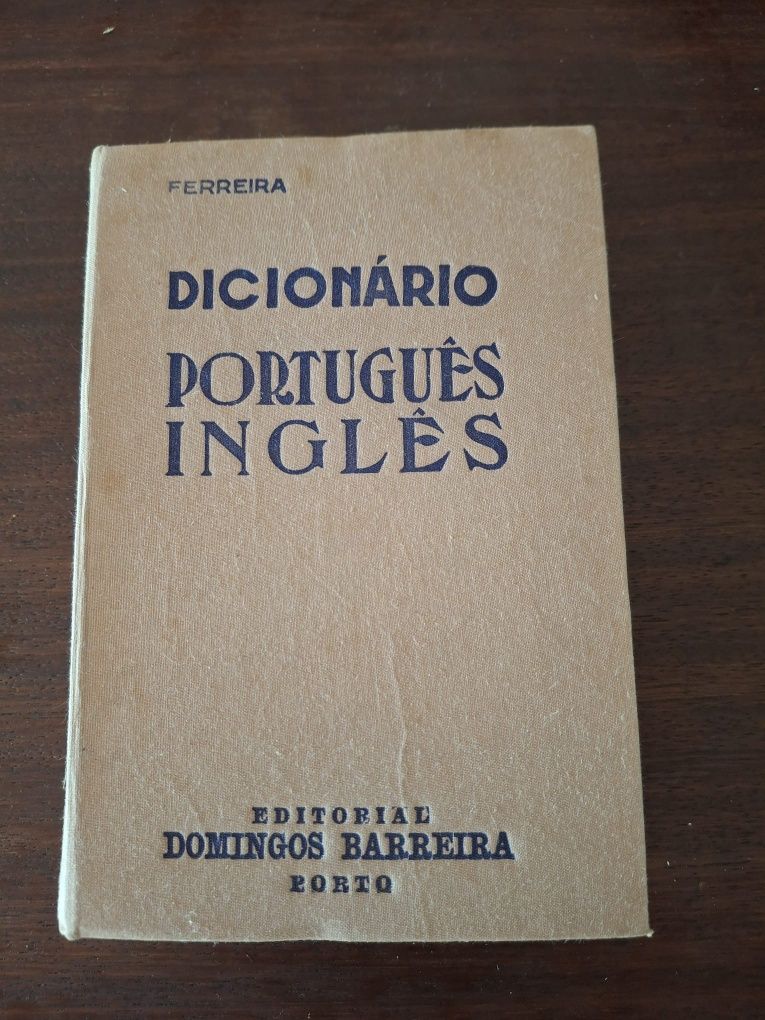 FERREIRA
DICIONÁRIO
PORTUGUÊS
INGLÊS
EDITORIAL
DOMINGOS BARREIRA
PORTO